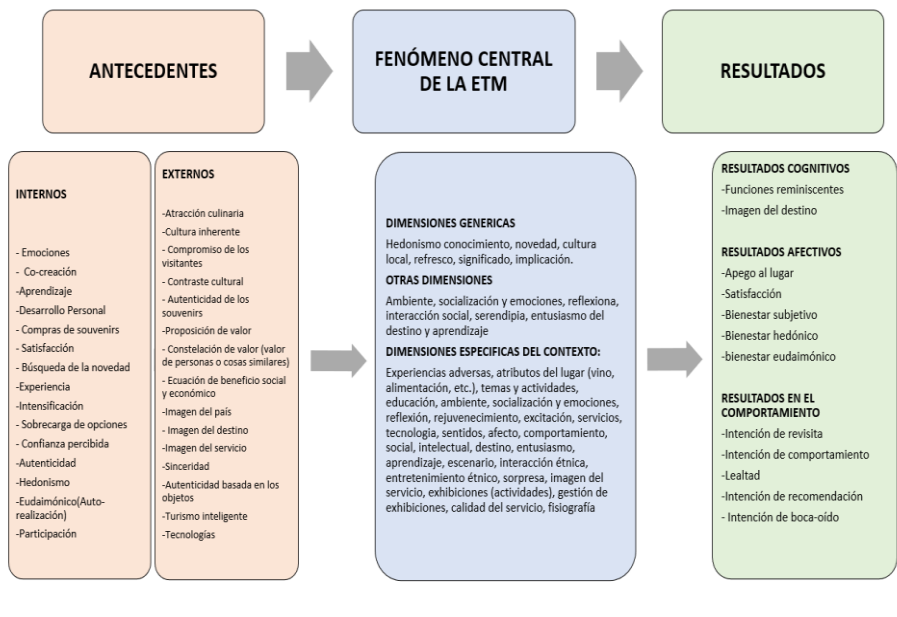 ANTECEDENTES
FENÓMENO CENTRAL
DE LA ETM
RESULTADOS
INTERNOS
- Emociones
- Co-creación
-Aprendizaje
-Desarrollo Personal
- Compras de souvenirs
- Satisfacción
- Búsqueda de la novedad
-Experiencia
-Intensificación
- Sobrecarga de opciones
- Confianza percibida
-Autenticidad
-Hedonismo
-Eudaimónico(Auto-
realización)
-Participación
EXTERNOS
-Atracción culinaria
-Cultura inherente
- Compromiso de los
visitantes
- Contraste cultural
- Autenticidad de los
souvenirs
-Proposición de valor
- Constelación de valor (valor
de personas o cosas similares)
- Ecuación de beneficio social
y económico
-Imagen del país
- Imagen del destino
-Imagen del servicio
-Sinceridad
-Autenticidad basada en los
objetos
-Turismo inteligente
-Tecnologías
DIMENSIONES GENERICAS
Hedonismo conocimiento, novedad, cultura
local, refresco, significado, implicación.
OTRAS DIMENSIONES
Ambiente, socialización y emociones, reflexiona,
interacción social, serendipia, entusiasmo del
destino y aprendizaje
DIMENSIONES ESPECIFICAS DEL CONTEXTO:
Experiencias adversas, atributos del lugar (vino,
alimentación, etc.), temas y actividades,
educación, ambiente, socialización y emociones,
reflexión, rejuvenecimiento, excitación, servicios,
tecnologia, sentidos, afecto, comportamiento,
social, intelectual, destino, entusiasmo,
aprendizaje, escenario, interacción étnica,
entretenimiento étnico, sorpresa, imagen del
servicio, exhibiciones (actividades), gestión de
exhibiciones, calidad del servicio, fisiografía
RESULTADOS COGNITIVOS
-Funciones reminiscentes
-Imagen del destino
RESULTADOS AFECTIVOS
-Apego al lugar
-Satisfacción
-Bienestar subjetivo
-Bienestar hedónico
-bienestar eudaimónico
RESULTADOS EN EL
COMPORTAMIENTO
-Intención de revisita
-Intención de comportamiento
-Lealtad
-Intención de recomendación
- Intención de boca-oído